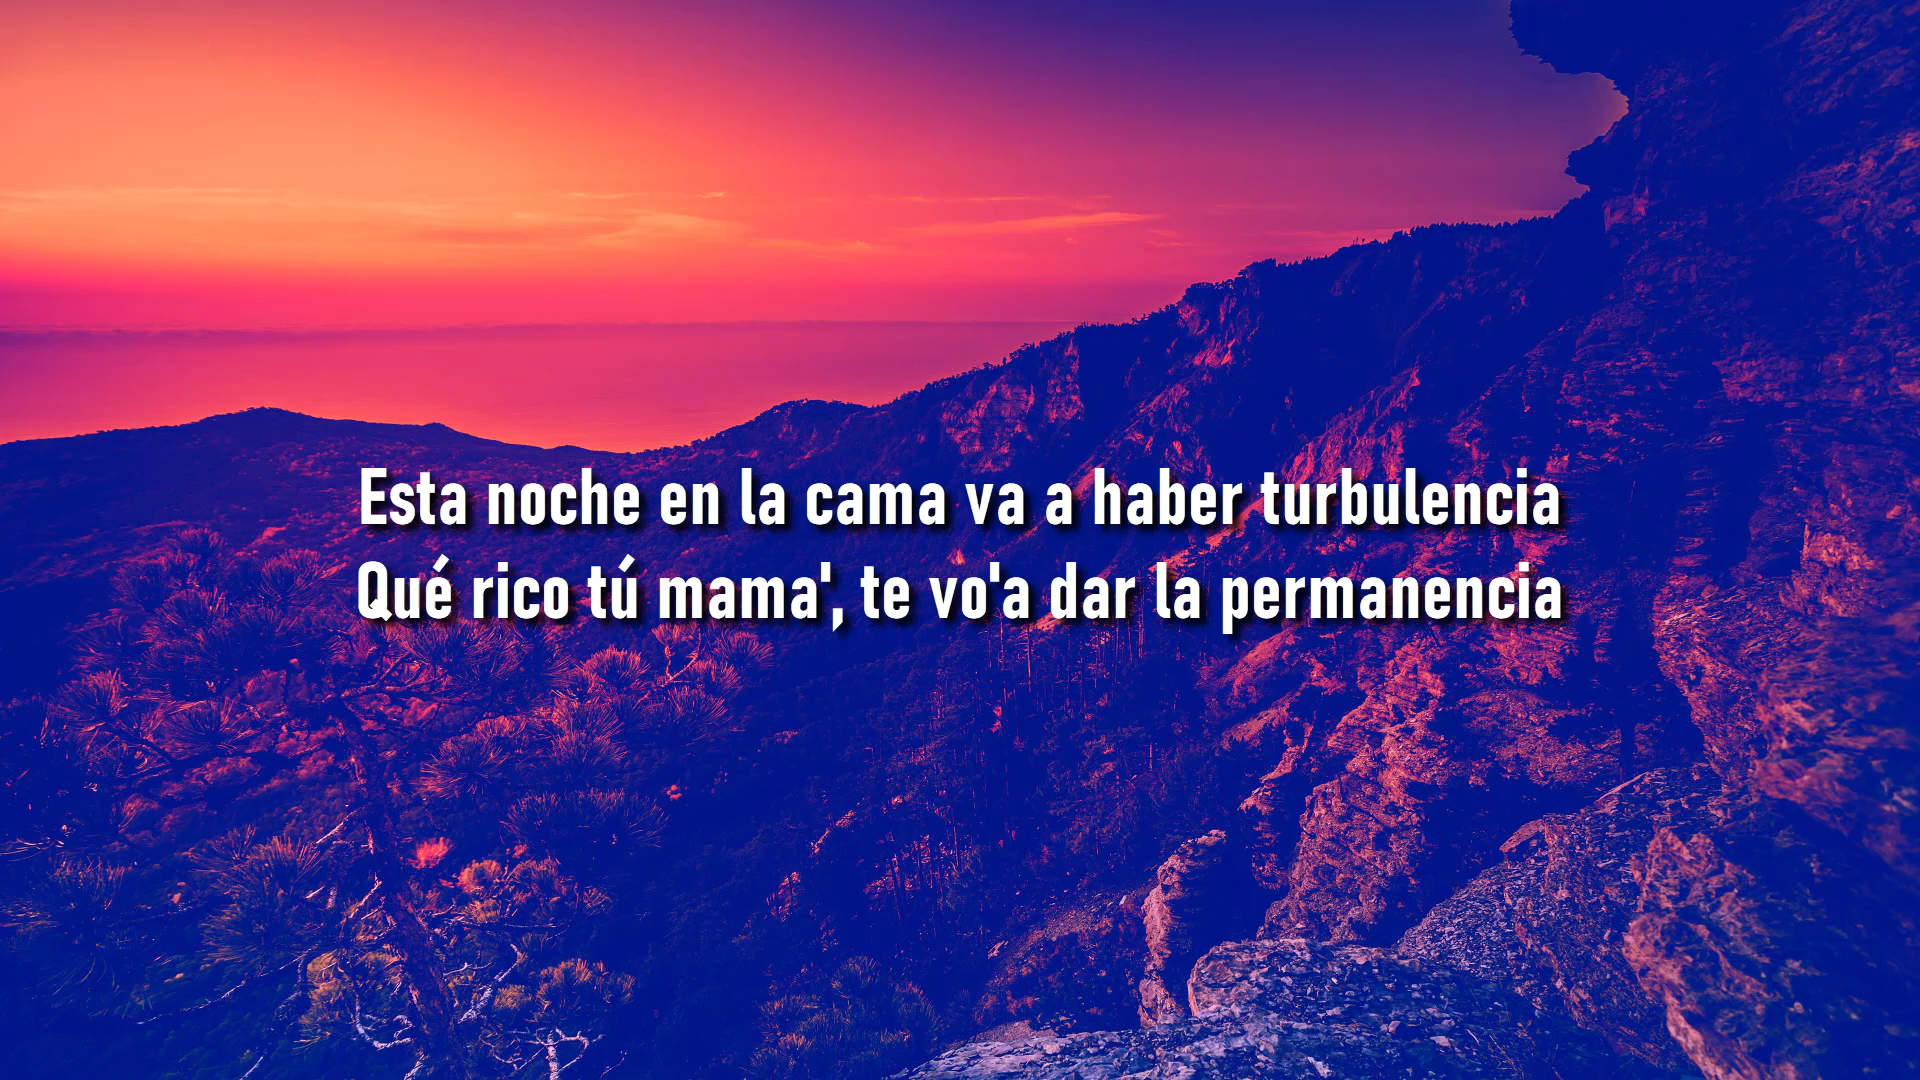 Esta noche en la cama va a haber turbulencia
Qué rico tú mama', te vo'a dar la permanencia